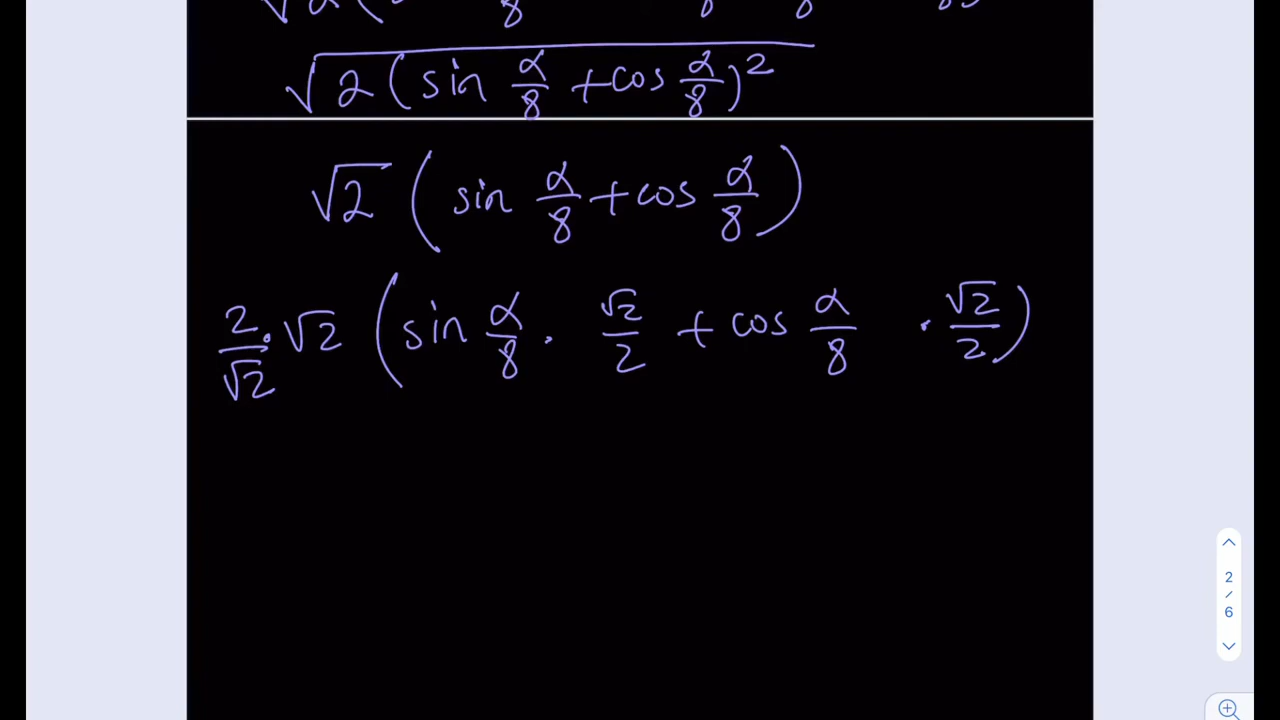 √2 ( sin α/8 + cos α/8 )²
√2 ( sin α/8 + cos α/8 )
2/√2 · √2 ( sin α/8 · √2/2 + cos α/8 · √2/2 )
2
/
6